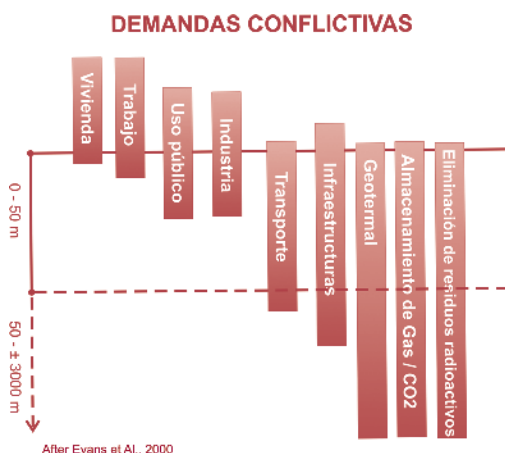 DEMANDAS CONFLICTIVAS
Vivienda
Trabajo
Uso público
Industria
Transporte
Infraestructuras
Geotermal
Almacenamiento de Gas / CO2
Eliminación de residuos radioactivos
0 - 50 m
50 - ± 3000 m
After Evans et Al., 2000